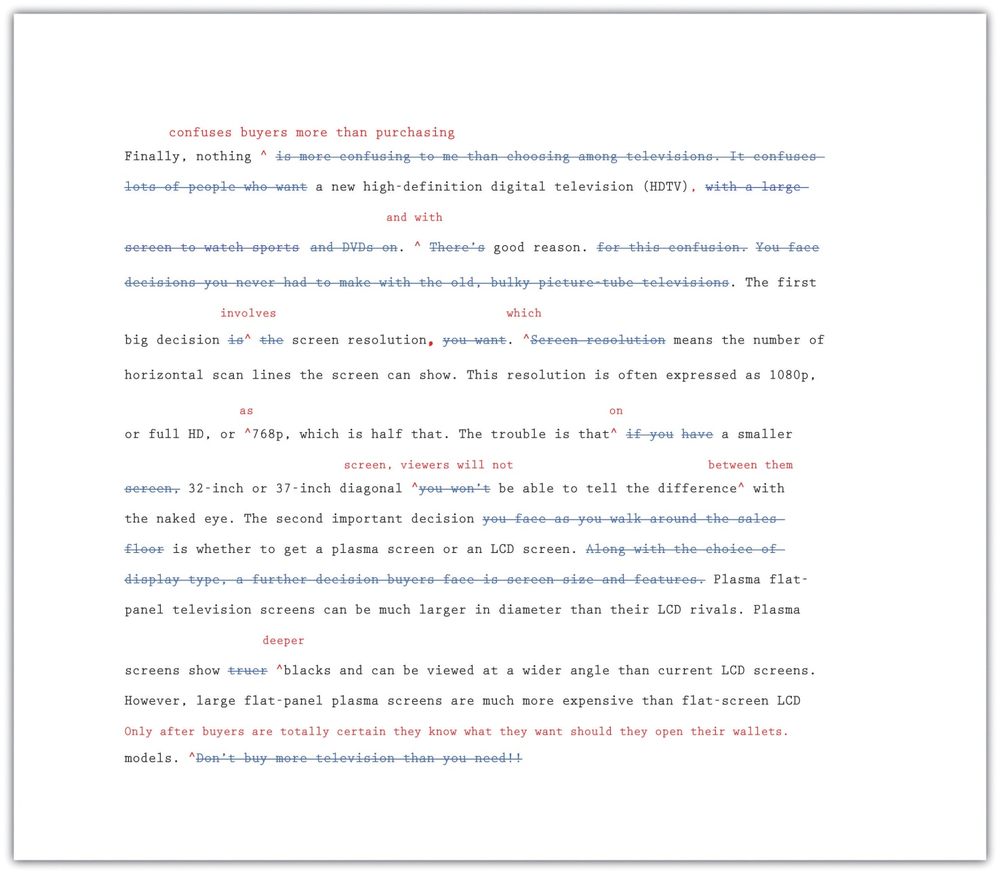 confuses buyers more than purchasing
Finally, nothing ^ is more confusing to me than choosing among televisions. It confuses
lots of people who want a new high-definition digital television (HDTV), with a large
and with
screen to watch sports and DVDs on. ^ There's good reason. for this confusion. You face
decisions you never had to make with the old, bulky picture-tube televisions. The first
involves which
big decision is^ the screen resolution, you want. ^Screen resolution means the number of
horizontal scan lines the screen can show. This resolution is often expressed as 1080p,
as on
or full HD, or ^768p, which is half that. The trouble is that^ if you have a smaller
screen, viewers will not between them
screen, 32-inch or 37-inch diagonal ^you won't be able to tell the difference^ with
the naked eye. The second important decision you face as you walk around the sales
floor is whether to get a plasma screen or an LCD screen. Along with the choice of
display type, a further decision buyers face is screen size and features. Plasma flat-
panel television screens can be much larger in diameter than their LCD rivals. Plasma
deeper
screens show truer ^blacks and can be viewed at a wider angle than current LCD screens.
However, large flat-panel plasma screens are much more expensive than flat-screen LCD
Only after buyers are totally certain they know what they want should they open their wallets.
models. ^Don't buy more television than you need!!